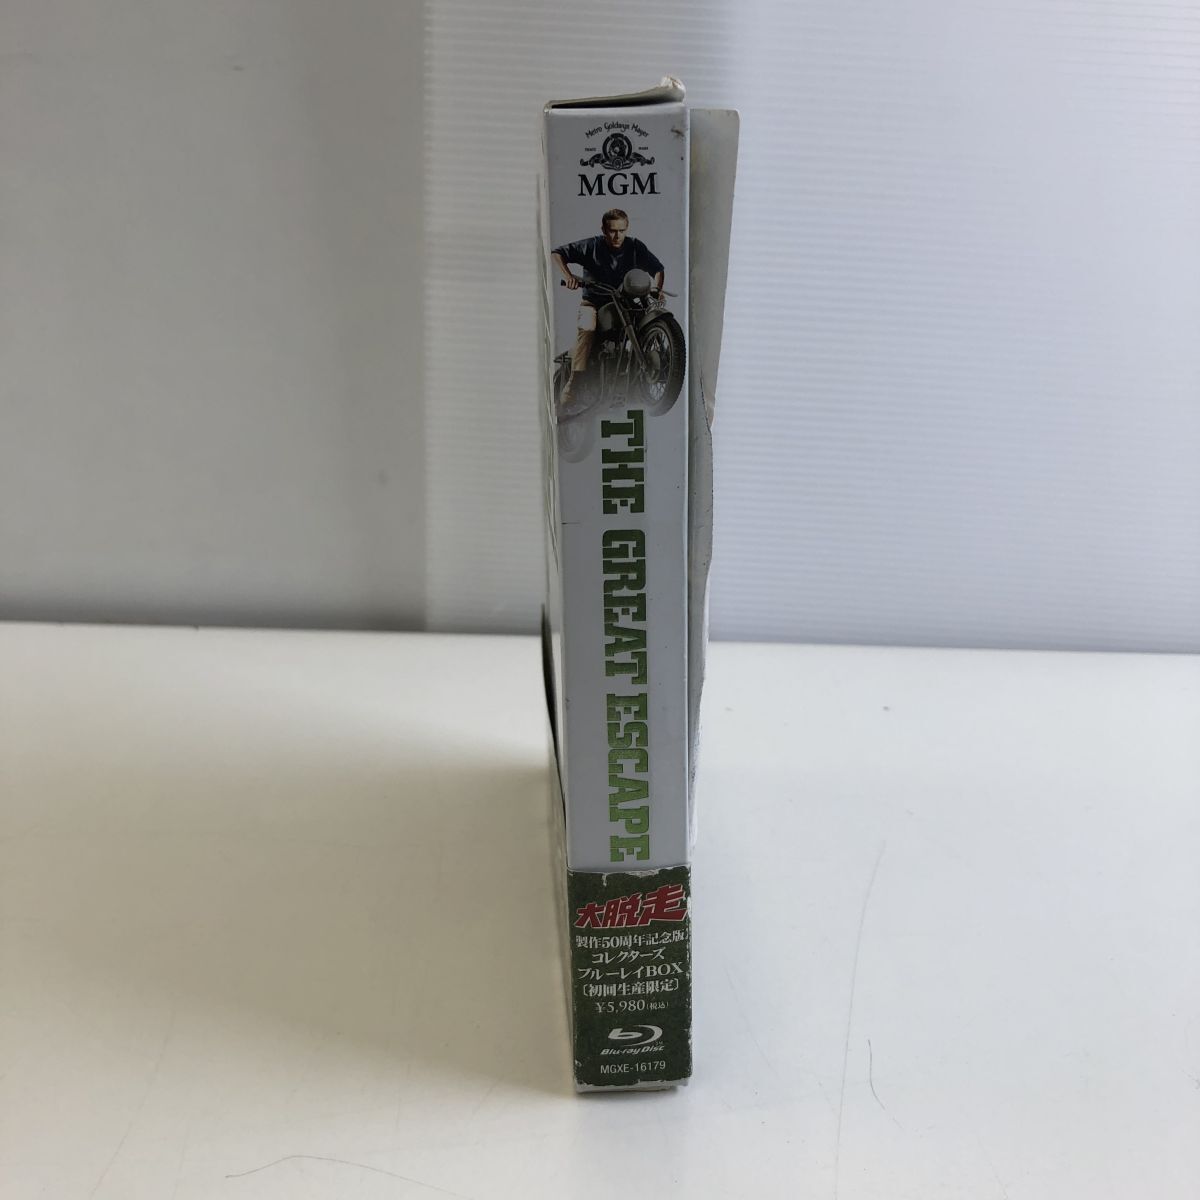 Metro Goldwyn Mayer
TRADE MARK
MGM
THE GREAT ESCAPE
大脱走
製作50周年記念版
コレクターズ
ブルーレイBOX
〔初回生産限定〕
¥5,980(税込)
Blu-ray Disc
MGXE-16179